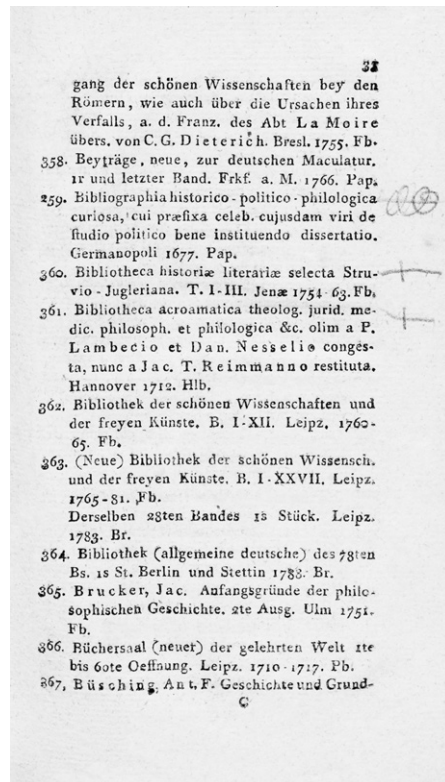 33
gang der schönen Wissenschaften bey den
Römern, wie auch über die Ursachen ihres
Verfalls, a. d. Franz. des Abt La Moire
übers. von C. G. Dieterich. Bresl. 1755. Fb.
358. Beyträge, neue, zur deutschen Maculatur.
1r und letzter Band. Frkf. a. M. 1766. Pap.
259. Bibliographia historico-politico-philologica
curiosa, cui præfixa celeb. cujusdam viri de
studio politico bene instituendo dissertatio.
Germanopoli 1677. Pap.
360. Bibliotheca historiæ literariæ selecta Stru-
vio-Jugleriana. T. I-III. Jenæ 1754-63. Fb.
361. Bibliotheca acroamatica theolog. jurid. me-
dic. philosoph. et philologica &c. olim a P.
Lambecio et Dan. Nesselio conges-
ta, nunc a Jac. T. Reimmanno restituta.
Hannover 1712. Hlb.
362. Bibliothek der schönen Wissenschaften und
der freyen Künste. B. I-XII. Leipz. 1760-
65. Fb.
363. (Neue) Bibliothek der schönen Wissensch.
und der freyen Künste. B. I-XXVII. Leipz.
1765-81. Fb.
Derselben 28ten Bandes 1s Stück. Leipz.
1783. Br.
364. Bibliothek (allgemeine deutsche) des 78ten
Bs. 1s St. Berlin und Stettin 1788. Br.
365. Brucker, Jac. Anfangsgründe der philo-
sophischen Geschichte. 2te Ausg. Ulm 1751.
Fb.
366. Büchersaal (neuer) der gelehrten Welt 1te
bis 60te Oeffnung. Leipz. 1710-1717. Pb.
367, Büsching, Ant. F. Geschichte und Grund-
C